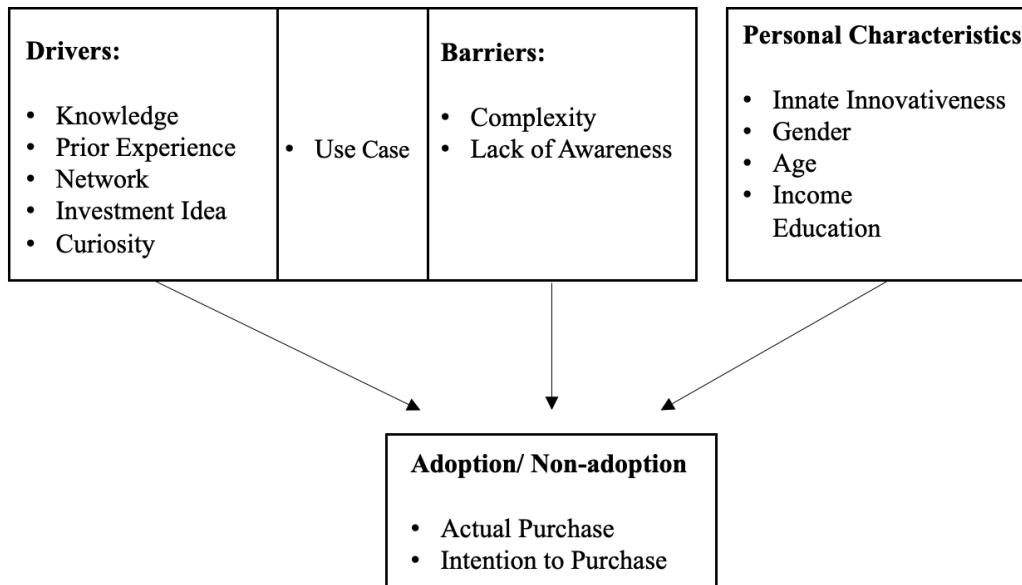 Drivers:
• Knowledge
• Prior Experience
• Network
• Investment Idea
• Curiosity
• Use Case
Barriers:
• Complexity
• Lack of Awareness
Personal Characteristics
• Innate Innovativeness
• Gender
• Age
• Income
Education
Adoption/ Non-adoption
• Actual Purchase
• Intention to Purchase